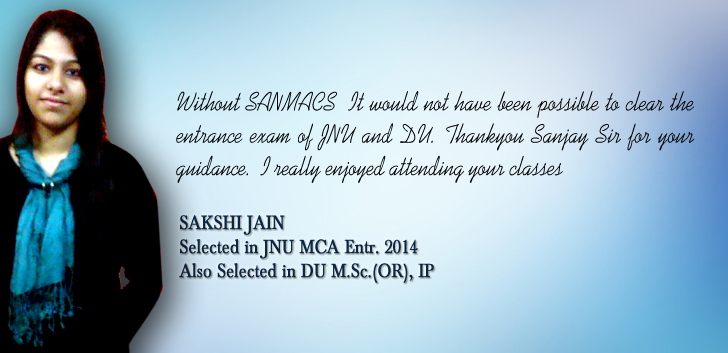 Without SANMACS It would not have been possible to clear the
entrance exam of JNU and DU. Thankyou Sanjay Sir for your
guidance. I really enjoyed attending your classes
SAKSHI JAIN
Selected in JNU MCA Entr. 2014
Also Selected in DU M.Sc.(OR), IP